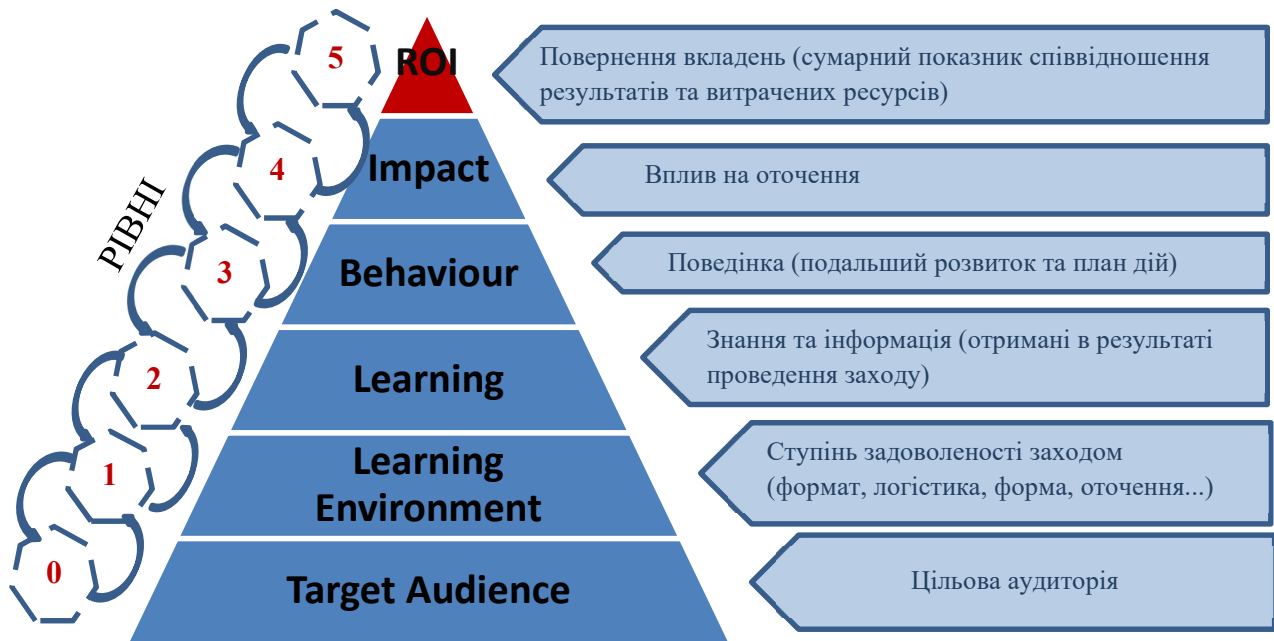 РІВНІ
5
ROI
Повернення вкладень (сумарний показник співвідношення
результатів та витрачених ресурсів)
4
Impact
Вплив на оточення
3
Behaviour
Поведінка (подальший розвиток та план дій)
2
Learning
Знання та інформація (отримані в результаті
проведення заходу)
1
Learning
Environment
Ступінь задоволеності заходом
(формат, логістика, форма, оточення...)
0
Target Audience
Цільова аудиторія